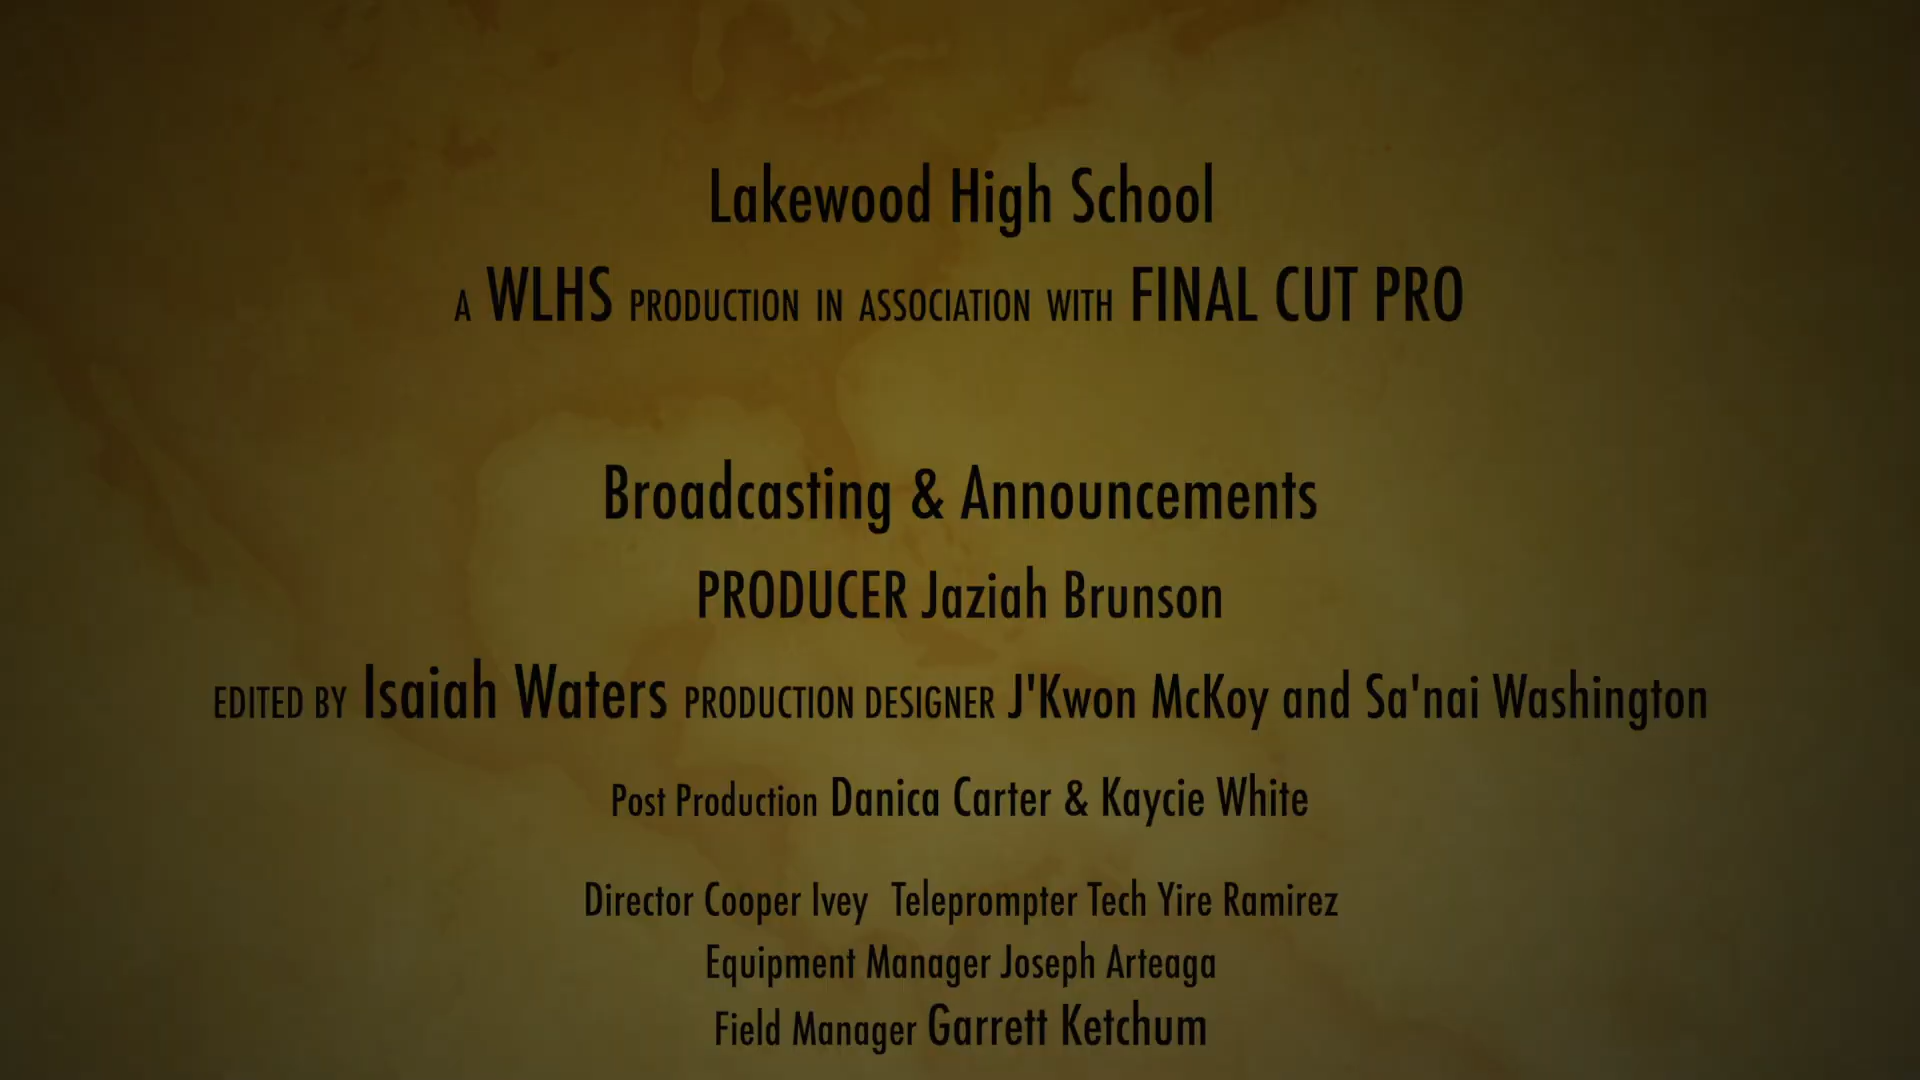 Lakewood High School
A WLHS PRODUCTION IN ASSOCIATION WITH FINAL CUT PRO
Broadcasting & Announcements
PRODUCER Jaziah Brunson
EDITED BY Isaiah Waters PRODUCTION DESIGNER J'Kwon McKoy and Sa'nai Washington
Post Production Danica Carter & Kaycie White
Director Cooper Ivey Teleprompter Tech Yire Ramirez
Equipment Manager Joseph Arteaga
Field Manager Garrett Ketchum